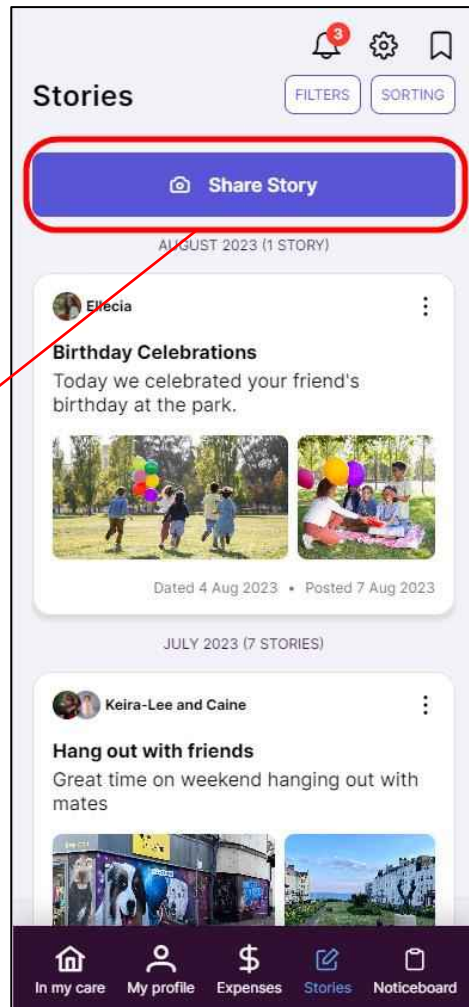 3
Stories
FILTERS
SORTING
Share Story
AUGUST 2023 (1 STORY)
Ellecia
Birthday Celebrations
Today we celebrated your friend's
birthday at the park.
Dated 4 Aug 2023 • Posted 7 Aug 2023
JULY 2023 (7 STORIES)
Keira-Lee and Caine
Hang out with friends
Great time on weekend hanging out with
mates
In my care
My profile
Expenses
Stories
Noticeboard